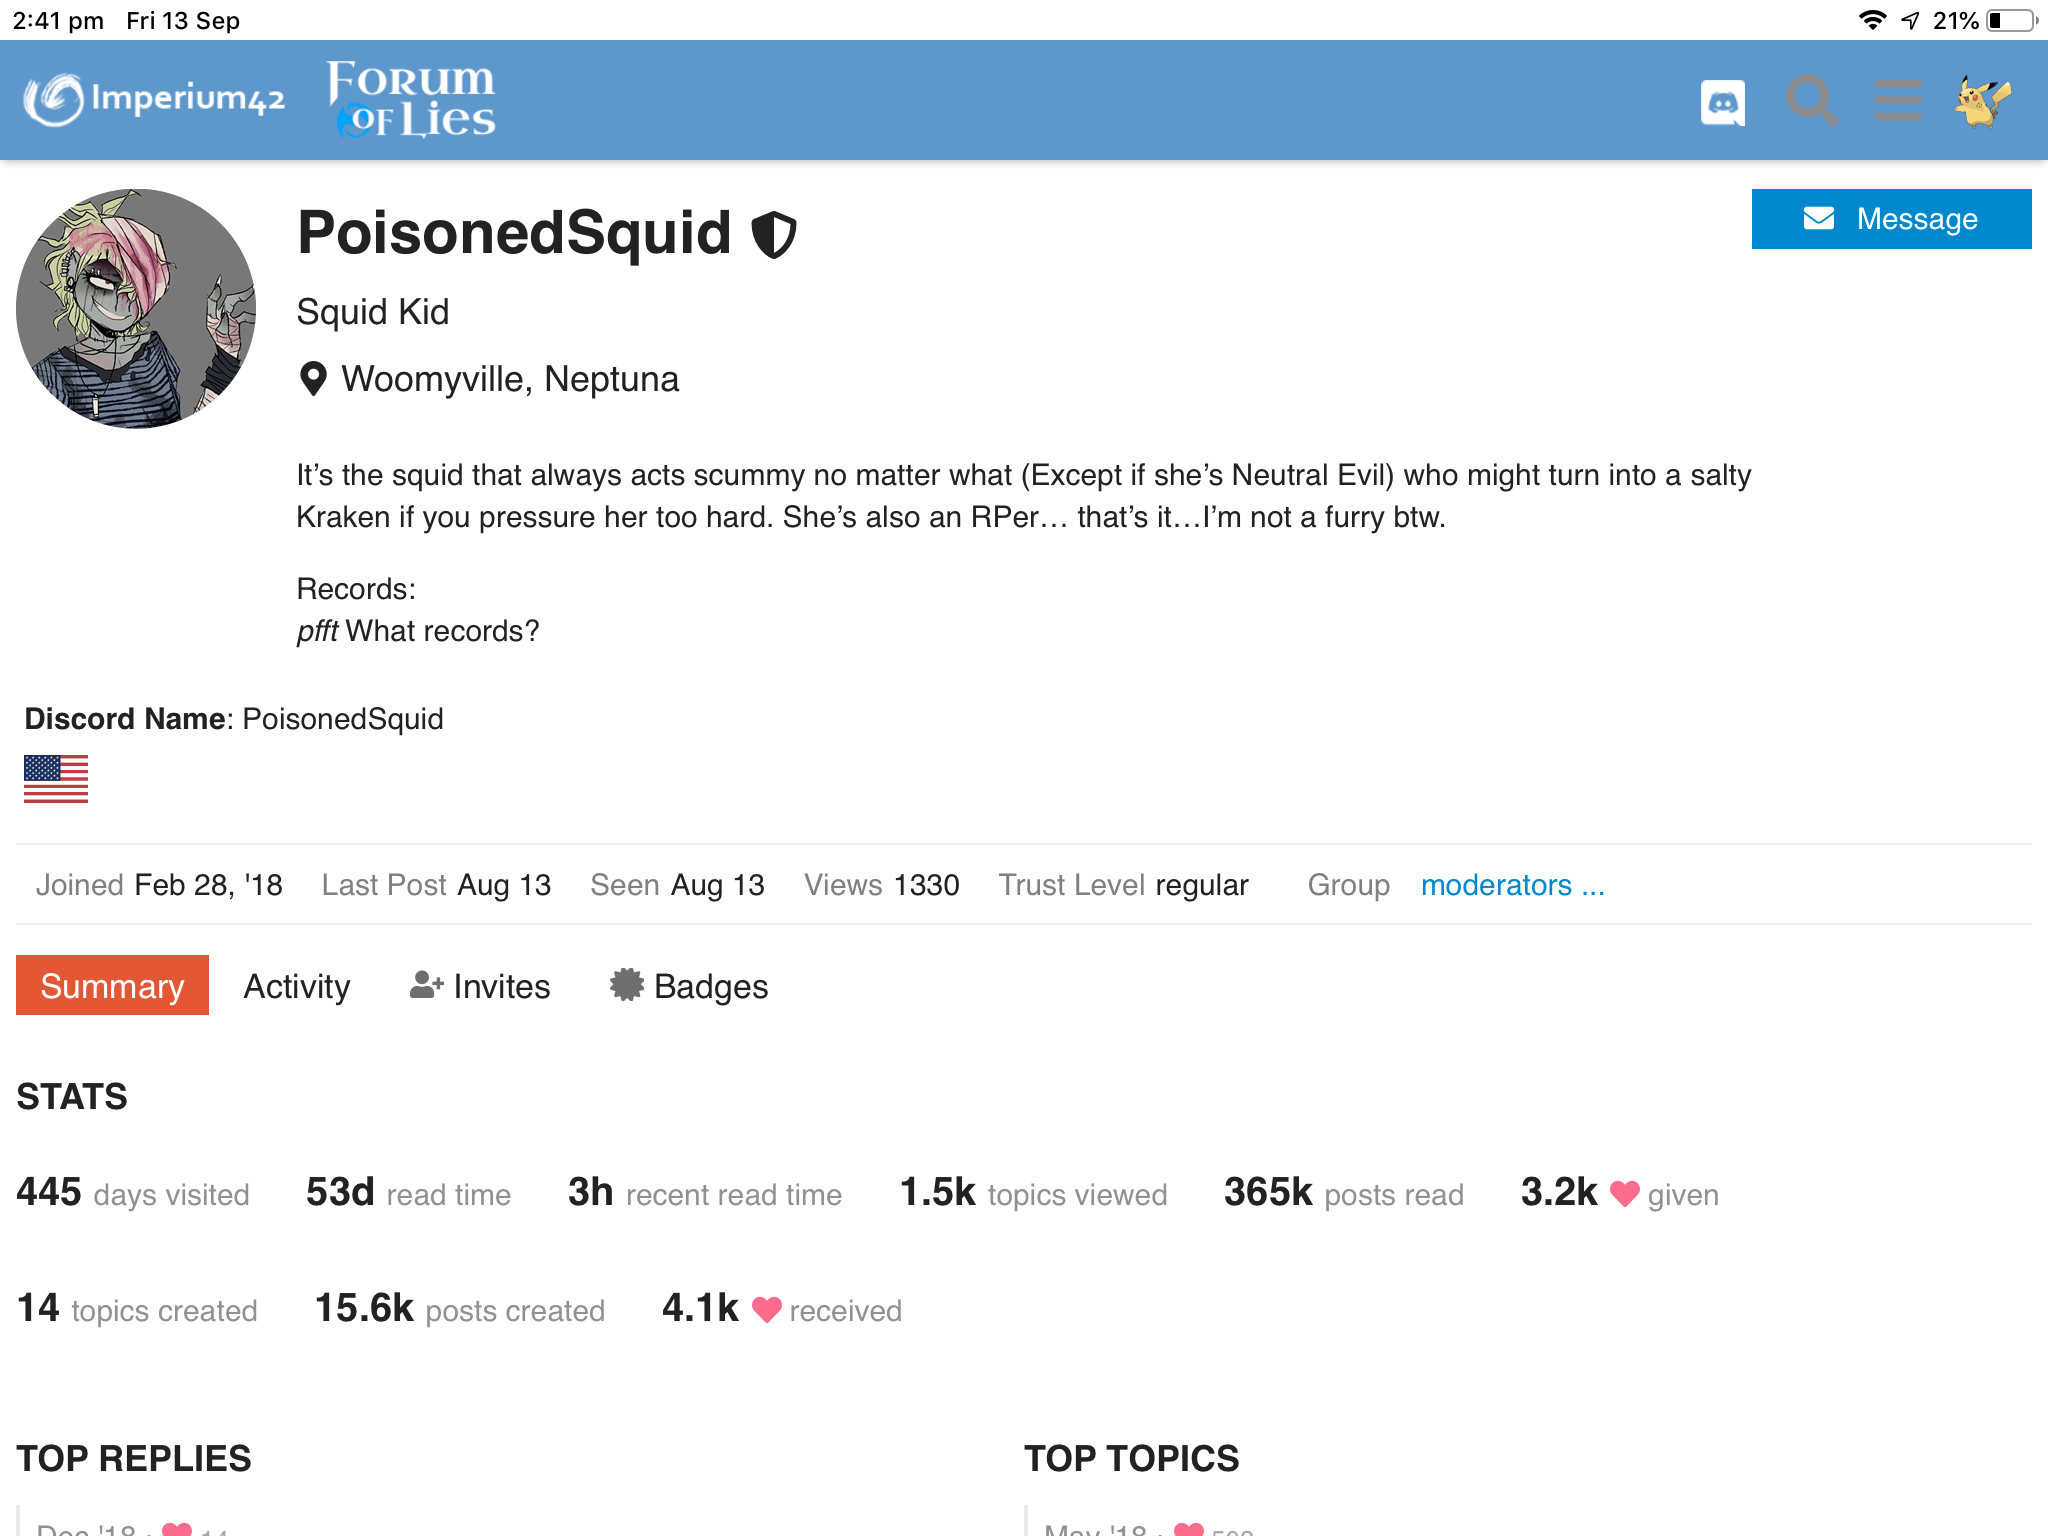 2:41 pm Fri 13 Sep 21%
Imperium42 Forum of Lies
PoisonedSquid
Message
Squid Kid
Woomyville, Neptuna
It’s the squid that always acts scummy no matter what (Except if she’s Neutral Evil) who might turn into a salty
Kraken if you pressure her too hard. She’s also an RPer… that’s it…I’m not a furry btw.
Records:
pfft What records?
Discord Name: PoisonedSquid
Joined Feb 28, '18 Last Post Aug 13 Seen Aug 13 Views 1330 Trust Level regular Group moderators ...
Summary Activity Invites Badges
STATS
445 days visited 53d read time 3h recent read time 1.5k topics viewed 365k posts read 3.2k given
14 topics created 15.6k posts created 4.1k received
TOP REPLIES TOP TOPICS
Dec '18 · 14 May '18 ·